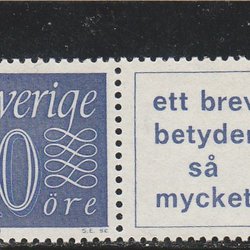 verige
0
öre
S.E. SC
ett brev
betyder
så
mycket